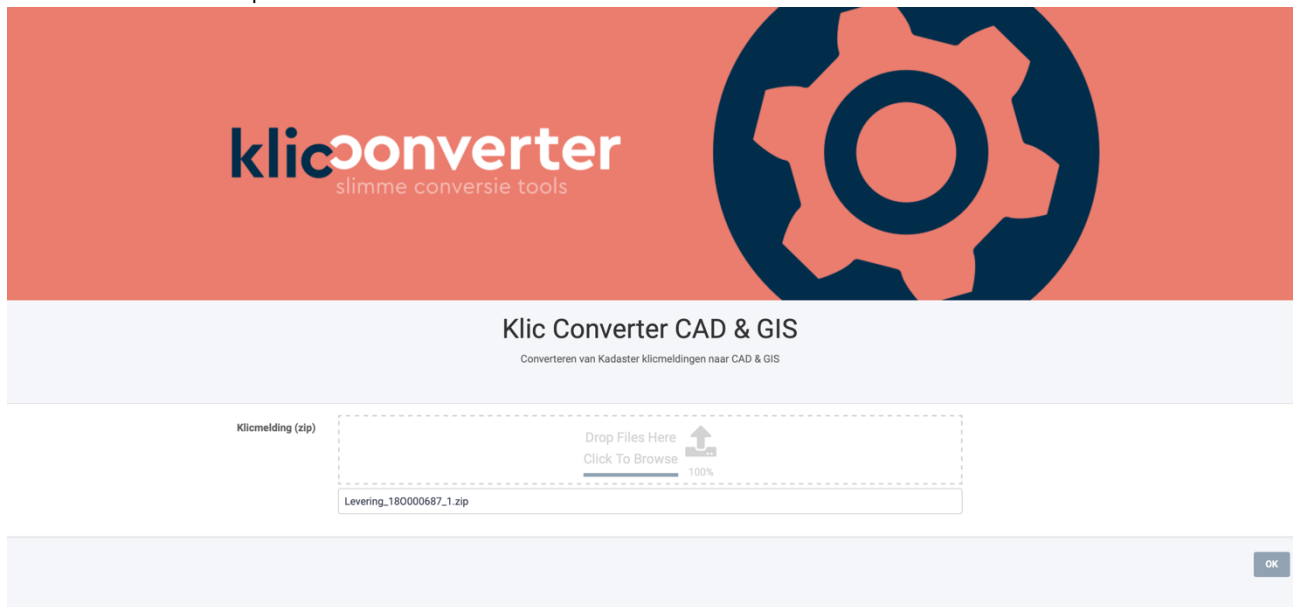 klicconverter
slimme conversie tools
Klic Converter CAD & GIS
Converteren van Kadaster klicmeldingen naar CAD & GIS
Klicmelding (zip)
Drop Files Here
Click To Browse
100%
Levering_18O000687_1.zip
OK